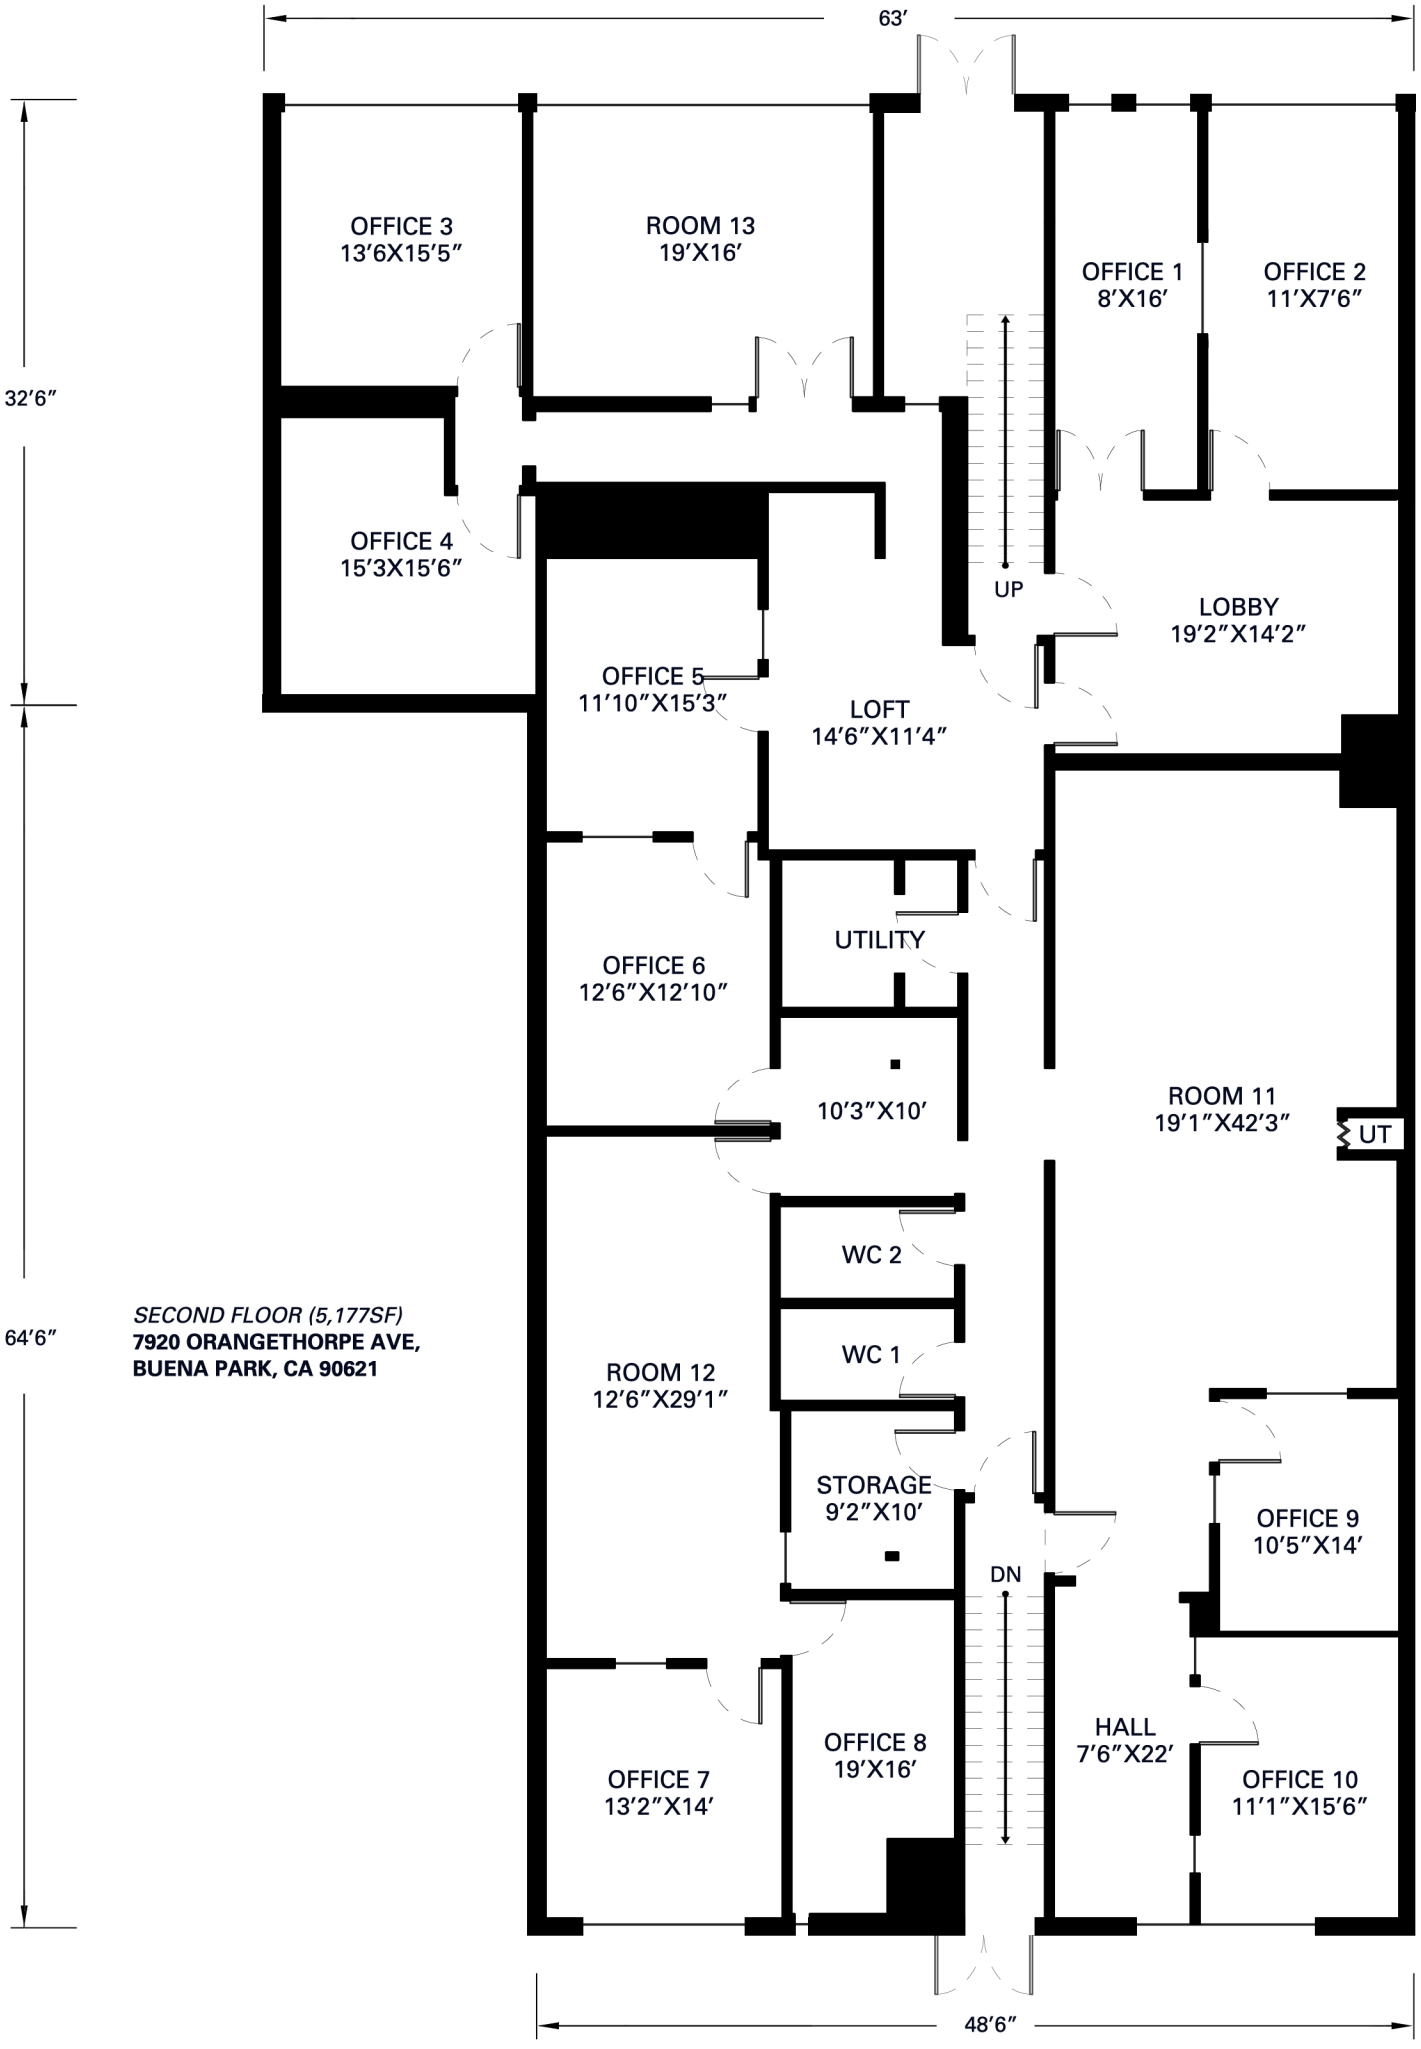 63′
OFFICE 3
13′6X15′5″
ROOM 13
19′X16′
OFFICE 1
8′X16′
OFFICE 2
11′X7′6″
32′6″
OFFICE 4
15′3X15′6″
UP
LOBBY
19′2″X14′2″
OFFICE 5
11′10″X15′3″
LOFT
14′6″X11′4″
UTILITY
OFFICE 6
12′6″X12′10″
10′3″X10′
ROOM 11
19′1″X42′3″
UT
WC 2
64′6″
SECOND FLOOR (5,177SF)
7920 ORANGETHORPE AVE,
BUENA PARK, CA 90621
WC 1
ROOM 12
12′6″X29′1″
STORAGE
9′2″X10′
OFFICE 9
10′5″X14′
DN
HALL
7′6″X22′
OFFICE 8
19′X16′
OFFICE 7
13′2″X14′
OFFICE 10
11′1″X15′6″
48′6″